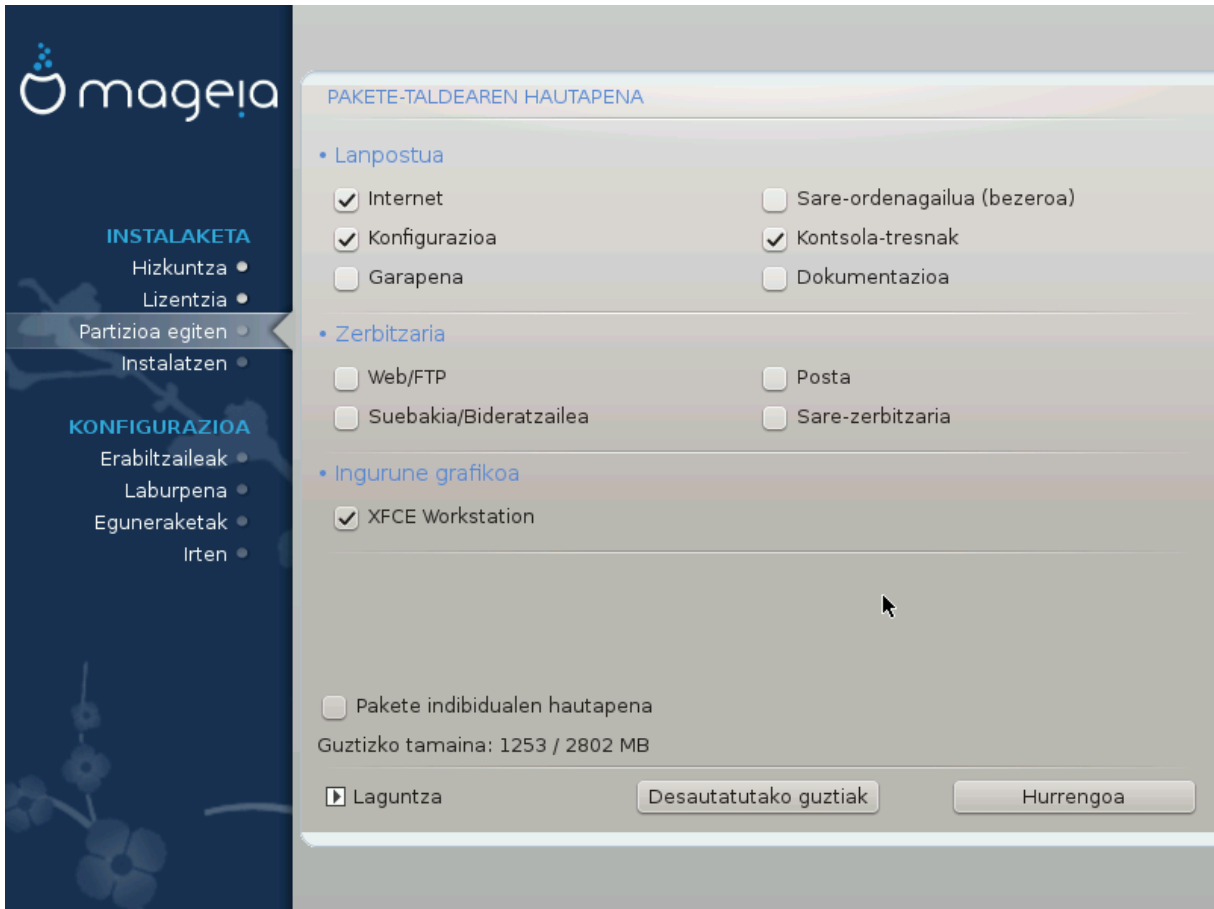 mageia
INSTALAKETA
Hizkuntza
Lizentzia
Partizioa egiten
Instalatzen
KONFIGURAZIOA
Erabiltzaileak
Laburpena
Eguneraketak
Irten
PAKETE-TALDEAREN HAUTAPENA
• Lanpostua
Internet
Sare-ordenagailua (bezeroa)
Konfigurazioa
Kontsola-tresnak
Garapena
Dokumentazioa
• Zerbitzaria
Web/FTP
Posta
Suebakia/Bideratzailea
Sare-zerbitzaria
• Ingurune grafikoa
XFCE Workstation
Pakete indibidualen hautapena
Guztizko tamaina: 1253 / 2802 MB
Laguntza
Desautatutako guztiak
Hurrengoa